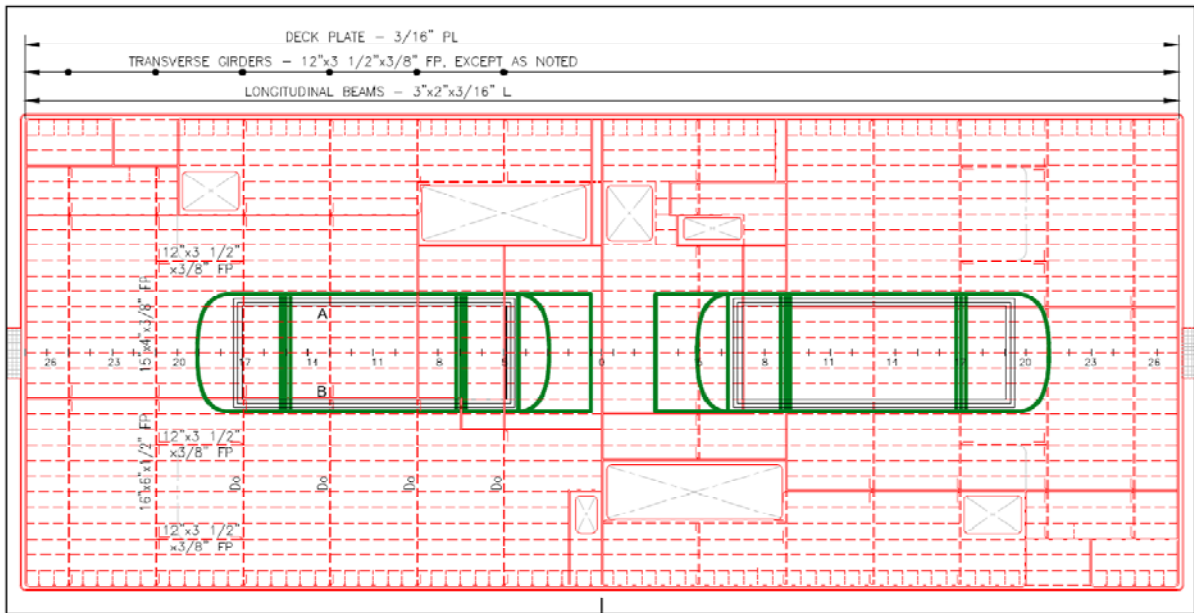 DECK PLATE - 3/16" PL
TRANSVERSE GIRDERS - 12"x3 1/2"x3/8" FP, EXCEPT AS NOTED
LONGITUDINAL BEAMS - 3"x2"x3/16" L
12"x3 1/2"
x3/8" FP
15"x4"x3/8" FP
A
26 23 20 17 14 11 8 5 0 5 8 11 14 17 20 23 26
B
12"x3 1/2"
x3/8" FP
16"x6"x1/2" FP
Do Do Do Do
12"x3 1/2"
x3/8" FP